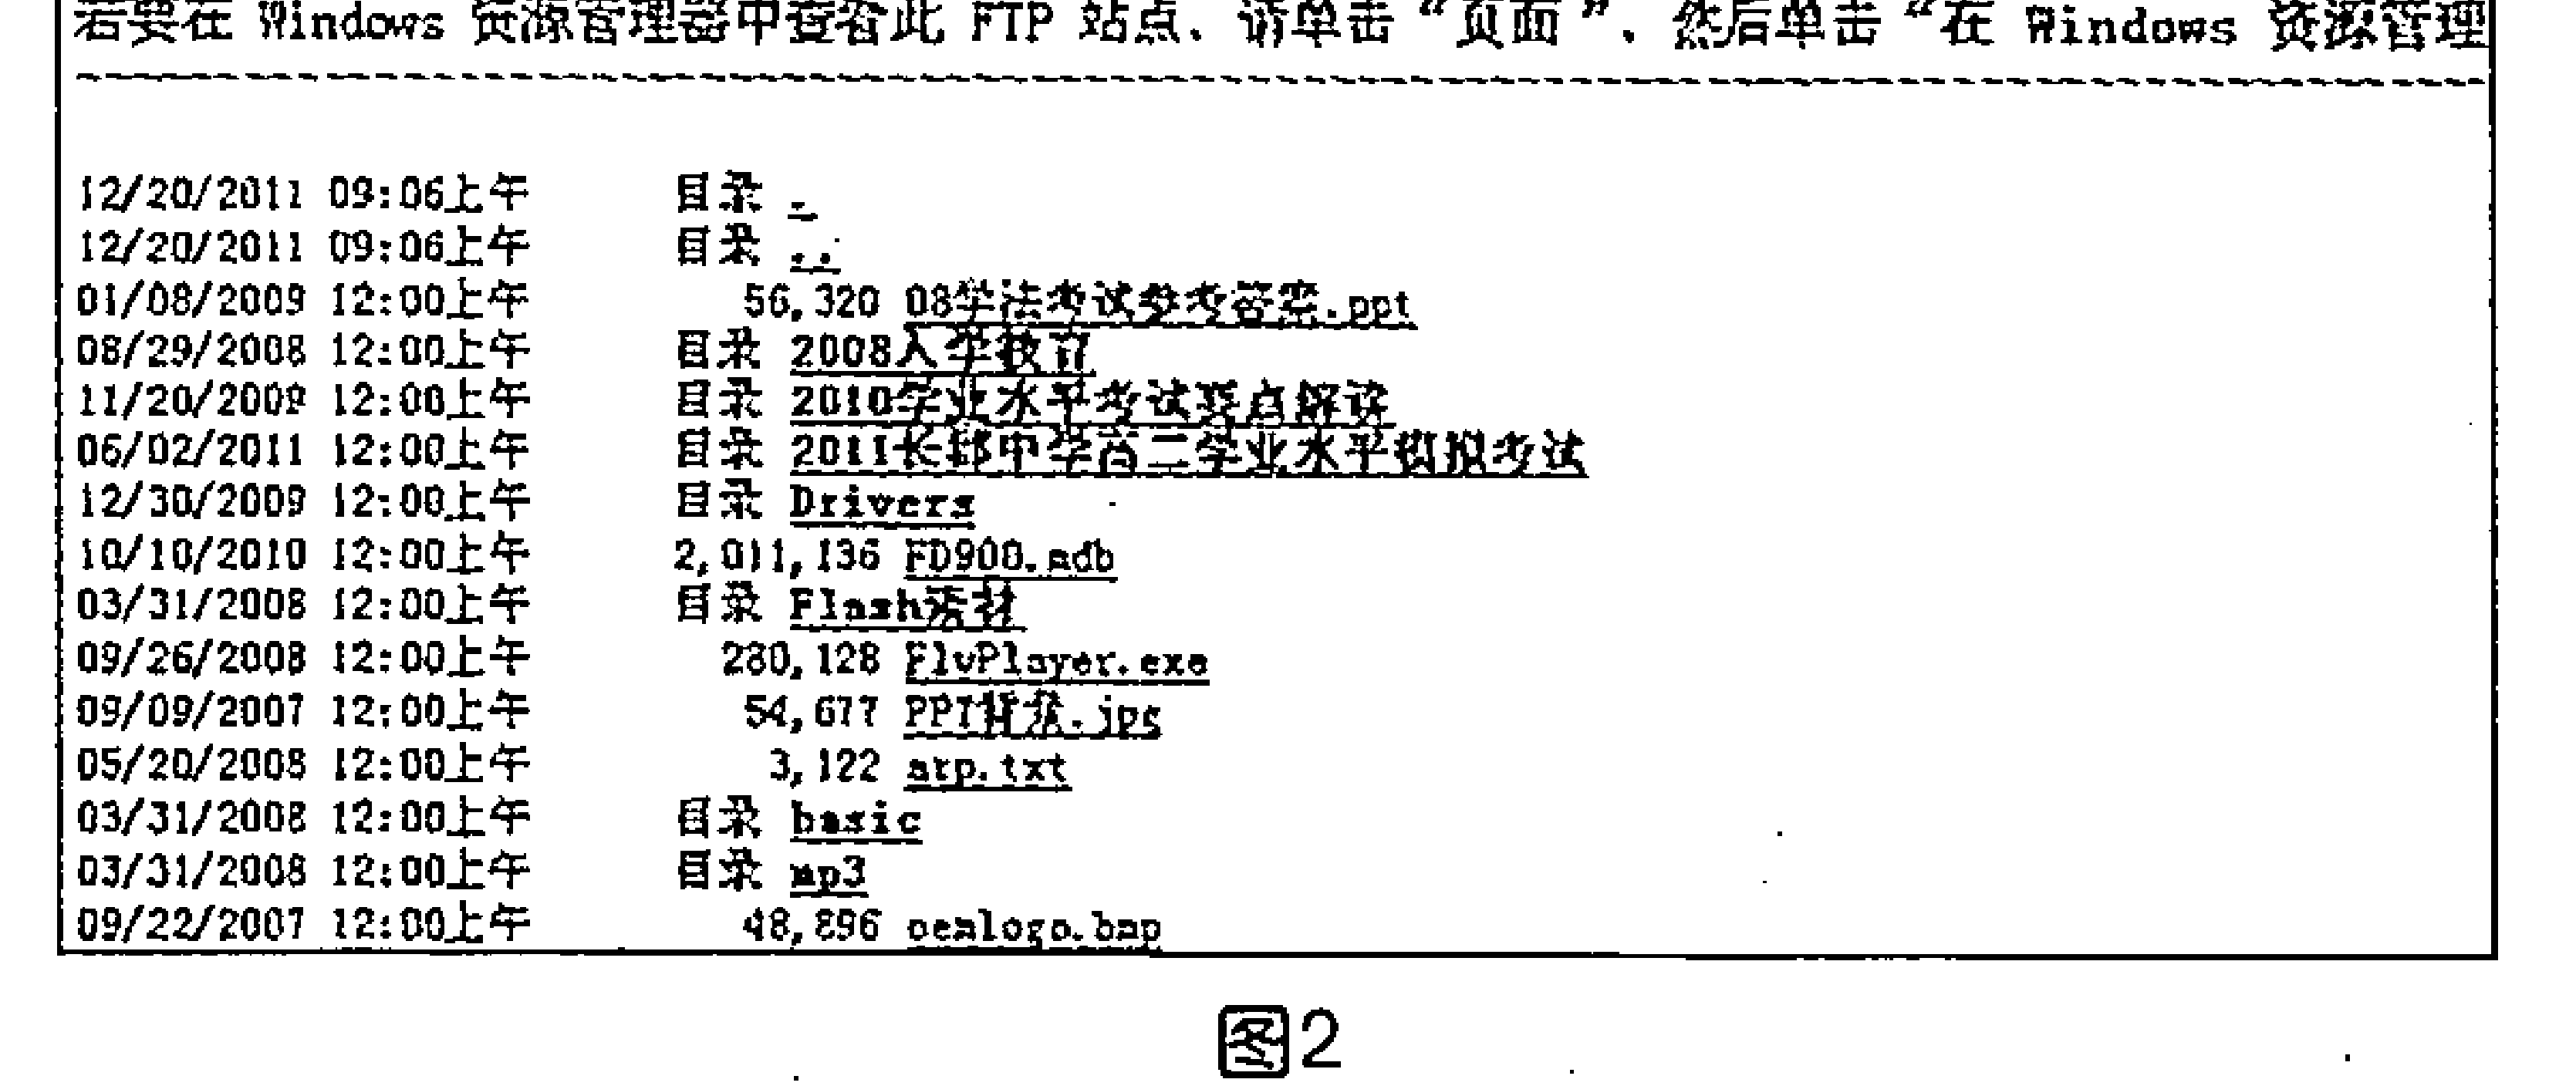 若要在 Windows 资源管理器中查看此 FTP 站点，请单击“页面”，然后单击“在 Windows 资源管理
12/20/2011 09:06上午 目录 .
12/20/2011 09:06上午 目录 ..
01/08/2009 12:00上午 56,320 08学法考试参考答案.ppt
08/29/2008 12:00上午 目录 2008入学教育
11/20/2009 12:00上午 目录 2010学业水平考试要点解读
06/02/2011 12:00上午 目录 2011长郡中学高二学业水平模拟考试
12/30/2009 12:00上午 目录 Drivers
10/10/2010 12:00上午 2,011,136 FD900.mdb
03/31/2008 12:00上午 目录 Flash素材
09/26/2008 12:00上午 280,128 FlvPlayer.exe
09/09/2007 12:00上午 54,677 PPT背景.jpg
05/20/2008 12:00上午 3,122 arp.txt
03/31/2008 12:00上午 目录 basic
03/31/2008 12:00上午 目录 mp3
09/22/2007 12:00上午 48,896 oemlogo.bmp
图2